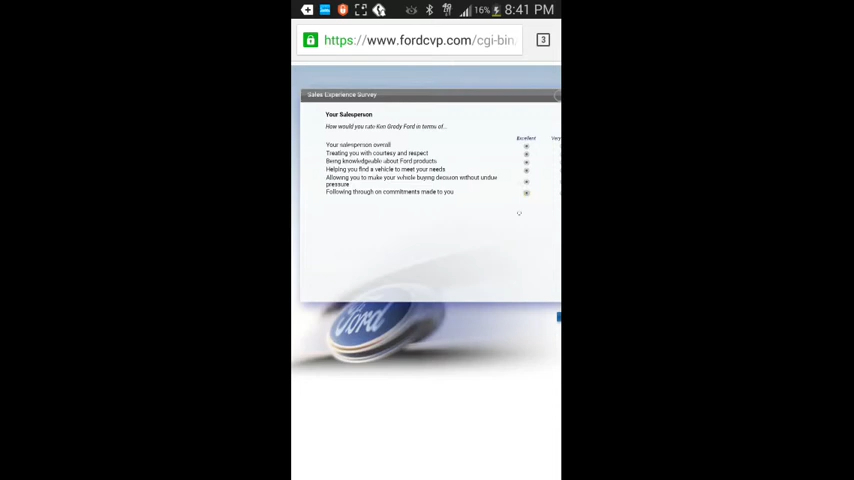 16% 8:41 PM
https://www.fordcvp.com/cgi-bin
3
Sales Experience Survey
Your Salesperson
How would you rate Ken Grody Ford in terms of...
Excellent Very
Your salesperson overall
Treating you with courtesy and respect
Being knowledgeable about Ford products
Helping you find a vehicle to meet your needs
Allowing you to make your vehicle buying decision without undue
pressure
Following through on commitments made to you
Ford